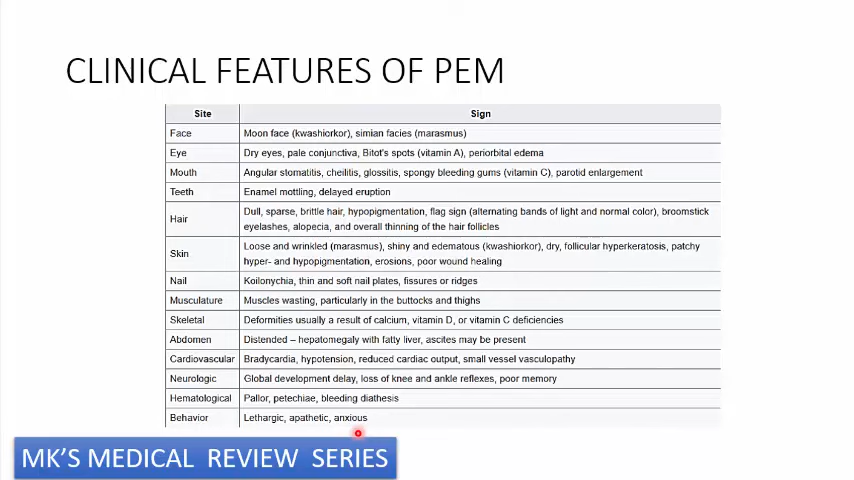 CLINICAL FEATURES OF PEM
Site Sign
Face Moon face (kwashiorkor), simian facies (marasmus)
Eye Dry eyes, pale conjunctiva, Bitot's spots (vitamin A), periorbital edema
Mouth Angular stomatitis, cheilitis, glossitis, spongy bleeding gums (vitamin C), parotid enlargement
Teeth Enamel mottling, delayed eruption
Hair Dull, sparse, brittle hair, hypopigmentation, flag sign (alternating bands of light and normal color), broomstick
eyelashes, alopecia, and overall thinning of the hair follicles
Skin Loose and wrinkled (marasmus), shiny and edematous (kwashiorkor), dry, follicular hyperkeratosis, patchy
hyper- and hypopigmentation, erosions, poor wound healing
Nail Koilonychia, thin and soft nail plates, fissures or ridges
Musculature Muscles wasting, particularly in the buttocks and thighs
Skeletal Deformities usually a result of calcium, vitamin D, or vitamin C deficiencies
Abdomen Distended – hepatomegaly with fatty liver, ascites may be present
Cardiovascular Bradycardia, hypotension, reduced cardiac output, small vessel vasculopathy
Neurologic Global development delay, loss of knee and ankle reflexes, poor memory
Hematological Pallor, petechiae, bleeding diathesis
Behavior Lethargic, apathetic, anxious
MK'S MEDICAL REVIEW SERIES